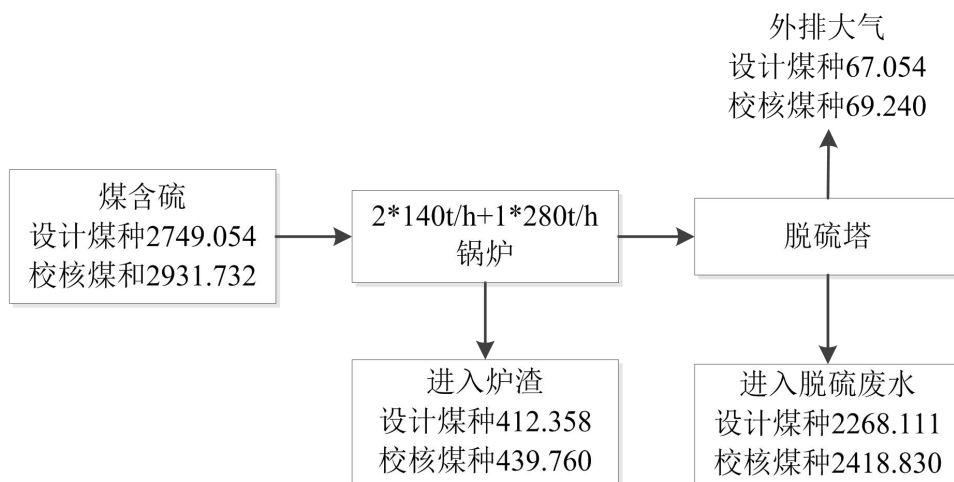 外排大气
设计煤种67.054
校核煤种69.240
煤含硫
设计煤种2749.054
校核煤和2931.732
2*140t/h+1*280t/h
锅炉
脱硫塔
进入炉渣
设计煤种412.358
校核煤种439.760
进入脱硫废水
设计煤种2268.111
校核煤种2418.830